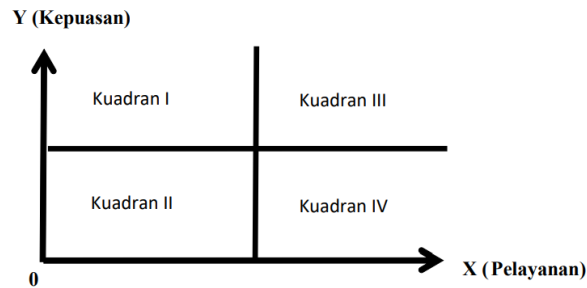 Y (Kepuasan)
Kuadran I
Kuadran III
Kuadran II
Kuadran IV
X (Pelayanan)
0